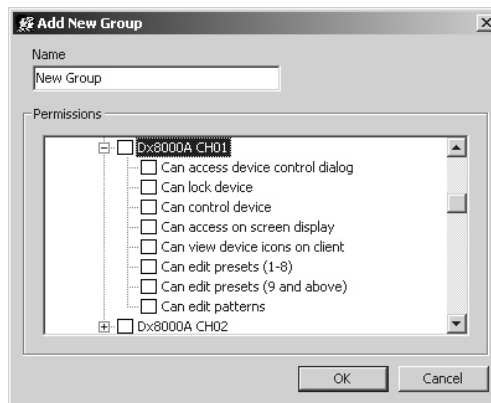 Add New Group
Name
New Group
Permissions
Dx8000A CH01
Can access device control dialog
Can lock device
Can control device
Can access on screen display
Can view device icons on client
Can edit presets (1-8)
Can edit presets (9 and above)
Can edit patterns
Dx8000A CH02
OK
Cancel